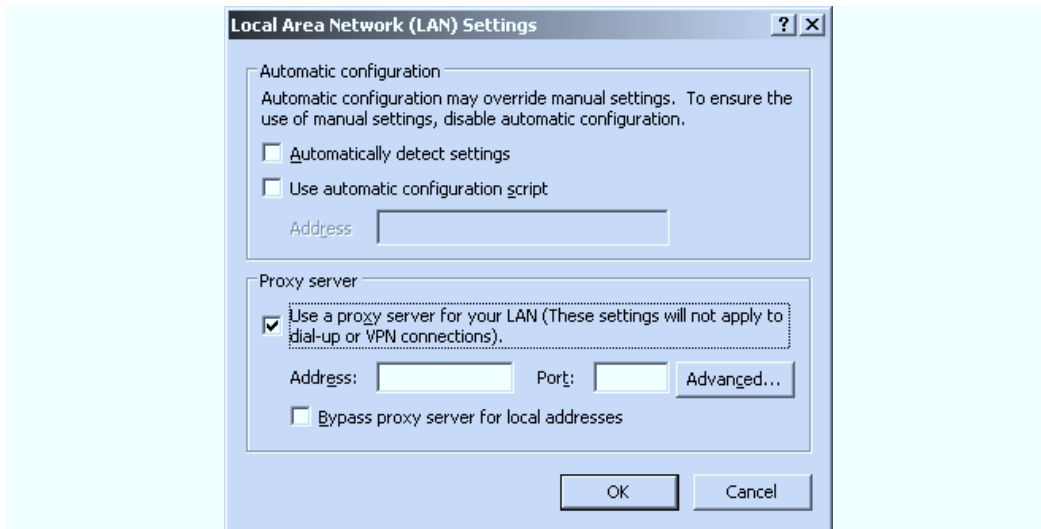 Local Area Network (LAN) Settings
Automatic configuration
Automatic configuration may override manual settings. To ensure the
use of manual settings, disable automatic configuration.
Automatically detect settings
Use automatic configuration script
Address
Proxy server
Use a proxy server for your LAN (These settings will not apply to
dial-up or VPN connections).
Address: Port: Advanced...
Bypass proxy server for local addresses
OK Cancel